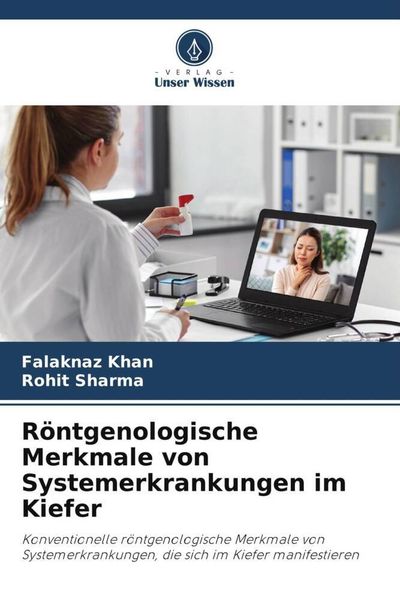 - V E R L A G -
Unser Wissen
Falaknaz Khan
Rohit Sharma
Röntgenologische
Merkmale von
Systemerkrankungen im
Kiefer
Konventionelle röntgenologische Merkmale von
Systemerkrankungen, die sich im Kiefer manifestieren